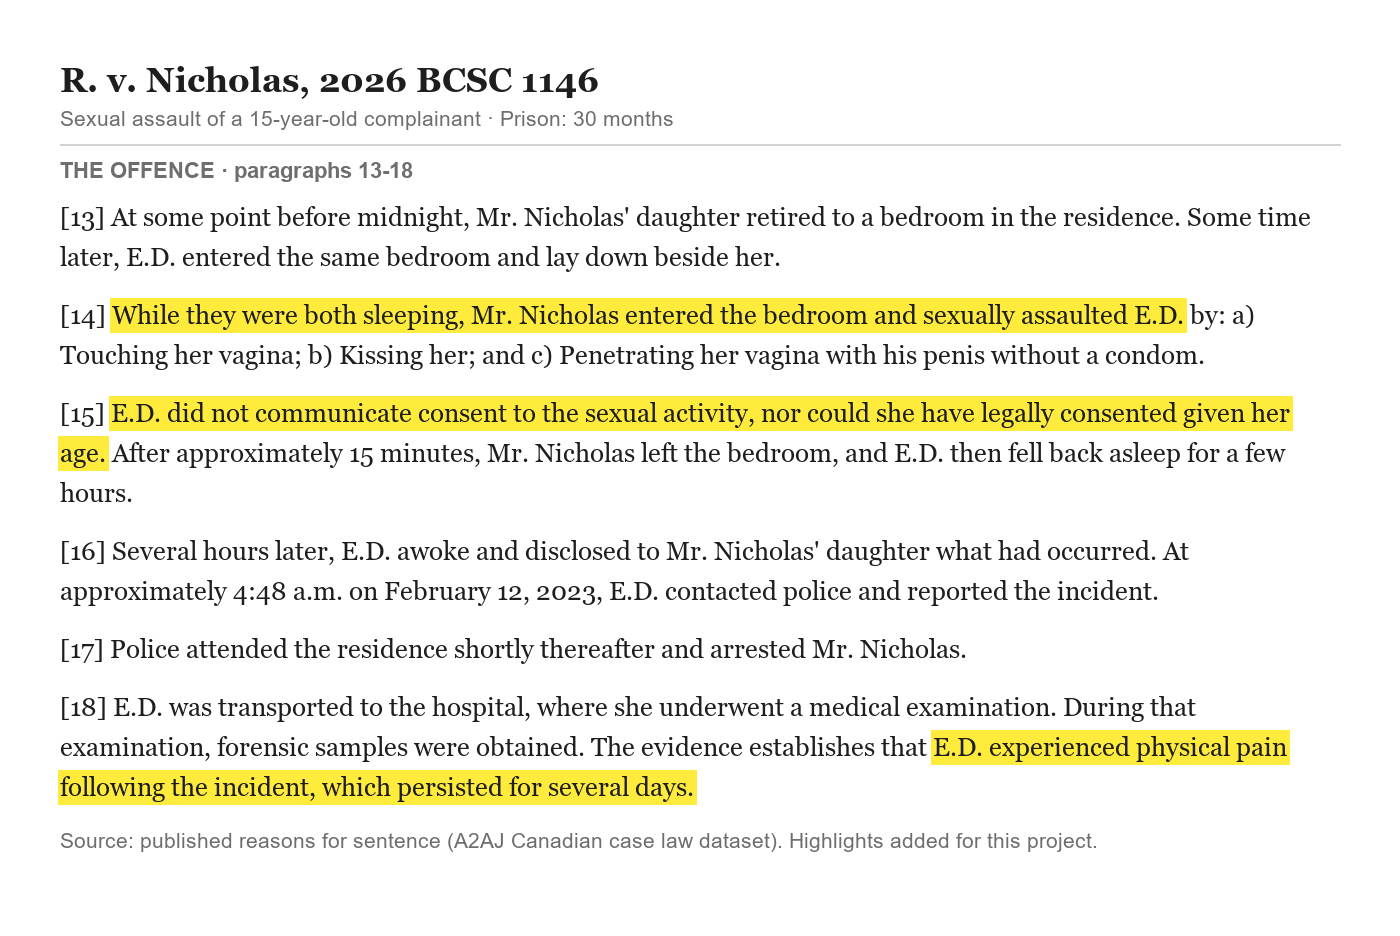 R. v. Nicholas, 2026 BCSC 1146
Sexual assault of a 15-year-old complainant · Prison: 30 months
THE OFFENCE · paragraphs 13-18
[13] At some point before midnight, Mr. Nicholas' daughter retired to a bedroom in the residence. Some time
later, E.D. entered the same bedroom and lay down beside her.
[14] While they were both sleeping, Mr. Nicholas entered the bedroom and sexually assaulted E.D. by: a)
Touching her vagina; b) Kissing her; and c) Penetrating her vagina with his penis without a condom.
[15] E.D. did not communicate consent to the sexual activity, nor could she have legally consented given her
age. After approximately 15 minutes, Mr. Nicholas left the bedroom, and E.D. then fell back asleep for a few
hours.
[16] Several hours later, E.D. awoke and disclosed to Mr. Nicholas' daughter what had occurred. At
approximately 4:48 a.m. on February 12, 2023, E.D. contacted police and reported the incident.
[17] Police attended the residence shortly thereafter and arrested Mr. Nicholas.
[18] E.D. was transported to the hospital, where she underwent a medical examination. During that
examination, forensic samples were obtained. The evidence establishes that E.D. experienced physical pain
following the incident, which persisted for several days.
Source: published reasons for sentence (A2AJ Canadian case law dataset). Highlights added for this project.